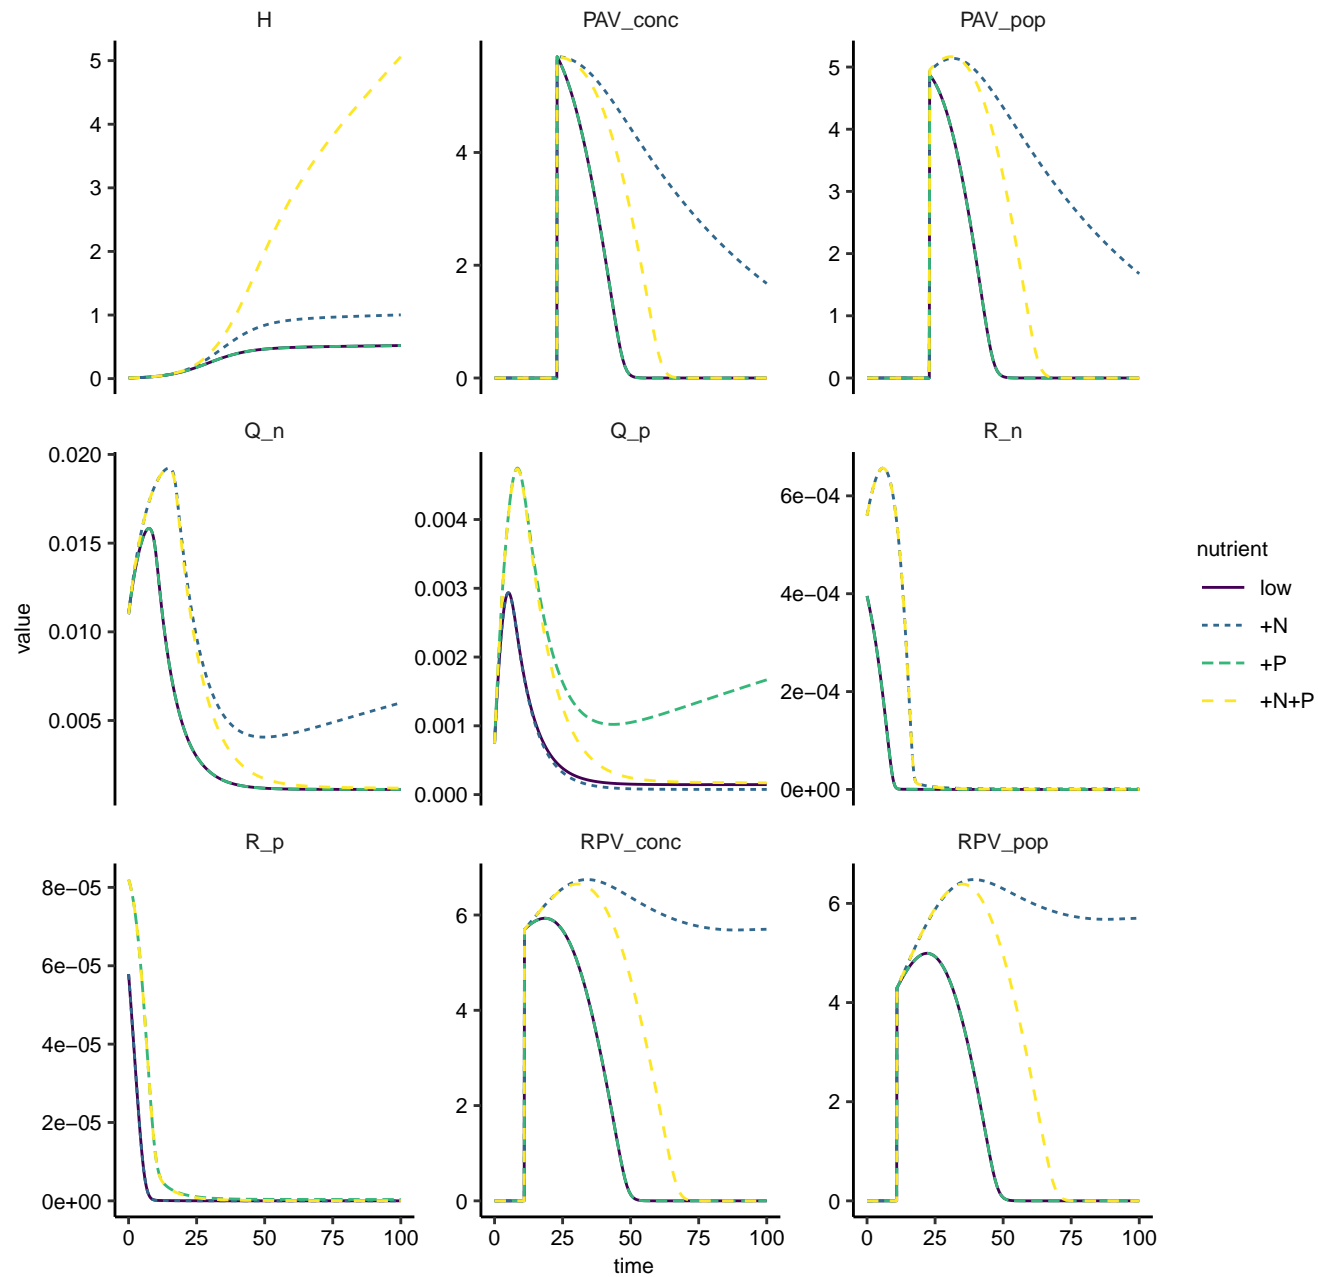 H
PAV_conc
PAV_pop
5
4
3
2
1
0
4
2
0
5
4
3
2
1
0
Q_n
Q_p
R_n
0.020
0.015
0.010
0.005
0.004
0.003
0.002
0.001
0.000
6e−04
4e−04
2e−04
0e+00
R_p
RPV_conc
RPV_pop
8e−05
6e−05
4e−05
2e−05
0e+00
6
4
2
0
6
4
2
0
0 25 50 75 100
0 25 50 75 100
0 25 50 75 100
time
value
nutrient
low
+N
+P
+N+P